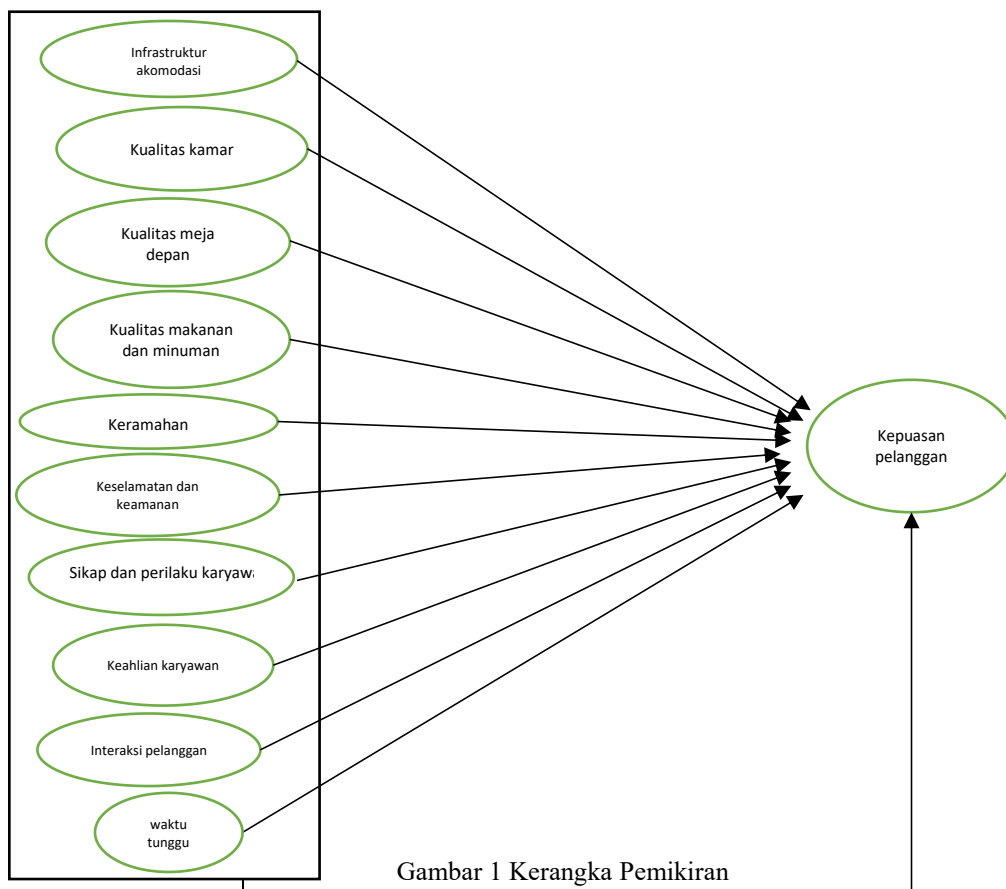 Infrastruktur
akomodasi
Kualitas kamar
Kualitas meja
depan
Kualitas makanan
dan minuman
Keramahan
Keselamatan dan
keamanan
Sikap dan perilaku karyawa
Keahlian karyawan
Interaksi pelanggan
waktu
tunggu
Kepuasan
pelanggan
Gambar 1 Kerangka Pemikiran